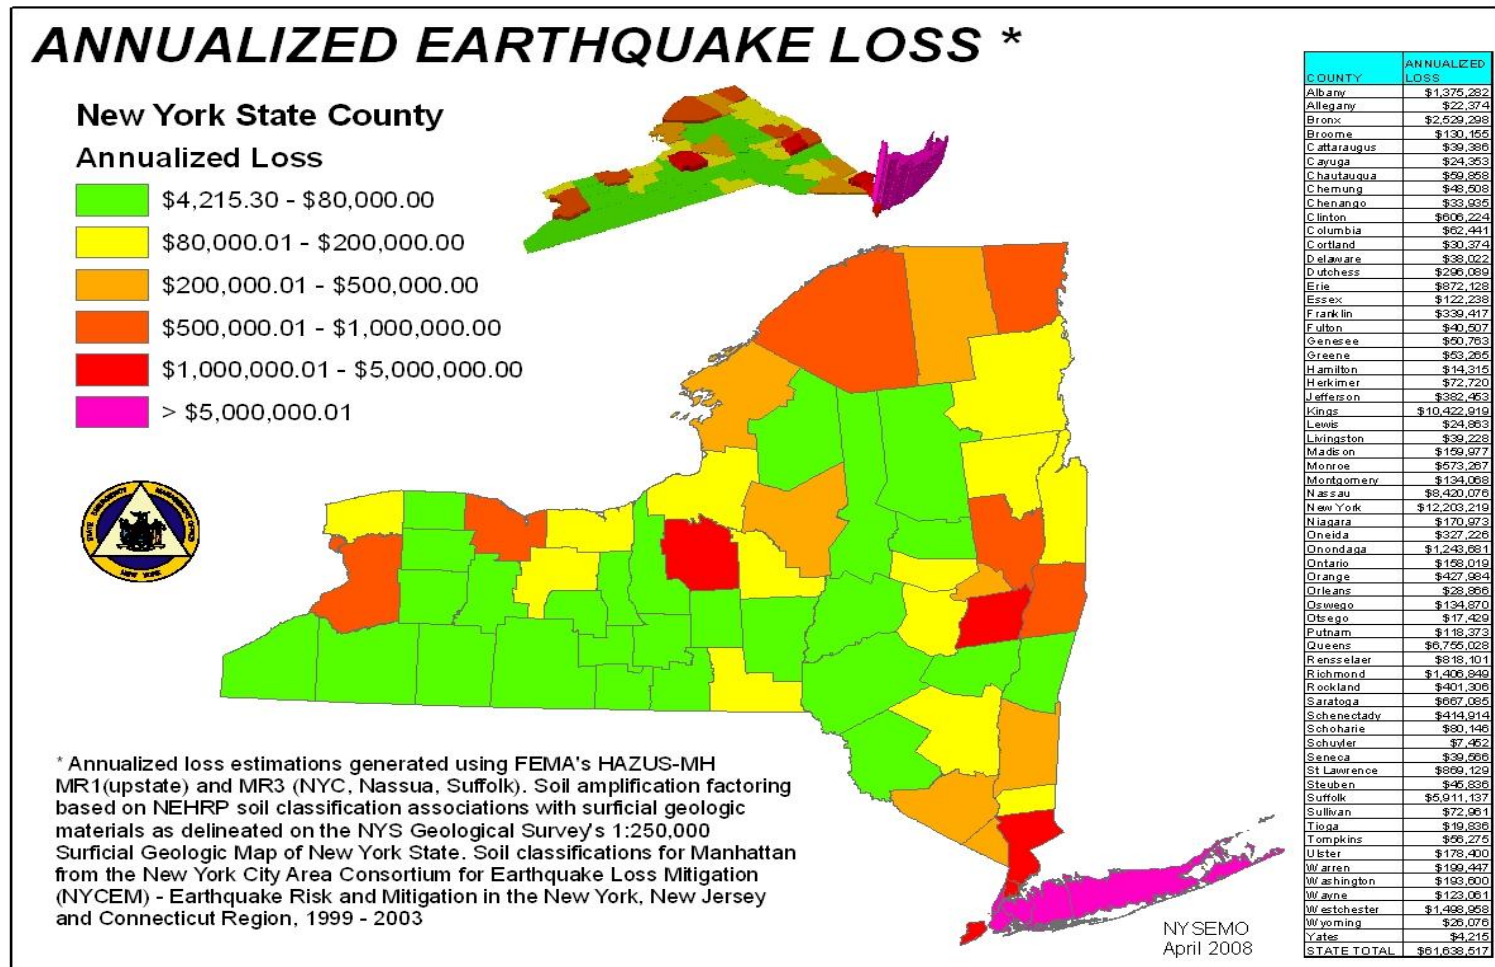 ANNUALIZED EARTHQUAKE LOSS *
New York State County
Annualized Loss
$4,215.30 - $80,000.00
$80,000.01 - $200,000.00
$200,000.01 - $500,000.00
$500,000.01 - $1,000,000.00
$1,000,000.01 - $5,000,000.00
> $5,000,000.01
STATE EMERGENCY MANAGEMENT OFFICE
NEW YORK
* Annualized loss estimations generated using FEMA's HAZUS-MH
MR1(upstate) and MR3 (NYC, Nassua, Suffolk). Soil amplification factoring
based on NEHRP soil classification associations with surficial geologic
materials as delineated on the NYS Geological Survey's 1:250,000
Surficial Geologic Map of New York State. Soil classifications for Manhattan
from the New York City Area Consortium for Earthquake Loss Mitigation
(NYCEM) - Earthquake Risk and Mitigation in the New York, New Jersey
and Connecticut Region, 1999 - 2003
NYSEMO
April 2008
COUNTY ANNUALIZED LOSS
Albany $1,375,282
Allegany $22,374
Bronx $2,529,298
Broome $130,155
Cattaraugus $39,386
Cayuga $24,353
Chautauqua $59,858
Chemung $48,508
Chenango $33,935
Clinton $606,224
Columbia $62,441
Cortland $30,374
Delaware $38,022
Dutchess $296,089
Erie $872,128
Essex $122,238
Franklin $339,417
Fulton $40,507
Genesee $50,763
Greene $53,265
Hamilton $14,315
Herkimer $72,720
Jefferson $382,453
Kings $10,422,919
Lewis $24,863
Livingston $39,228
Madison $159,977
Monroe $573,267
Montgomery $134,068
Nassau $8,420,076
New York $12,203,219
Niagara $170,973
Oneida $327,226
Onondaga $1,243,681
Ontario $158,019
Orange $427,984
Orleans $28,866
Oswego $134,870
Otsego $17,429
Putnam $118,373
Queens $6,755,028
Rensselaer $818,101
Richmond $1,406,849
Rockland $401,306
Saratoga $667,085
Schenectady $414,914
Schoharie $80,146
Schuyler $7,452
Seneca $39,566
St Lawrence $869,129
Steuben $45,836
Suffolk $5,911,137
Sullivan $72,961
Tioga $19,836
Tompkins $56,275
Ulster $178,400
Warren $199,447
Washington $193,600
Wayne $123,061
Westchester $1,498,958
Wyoming $26,076
Yates $4,215
STATE TOTAL $61,638,517